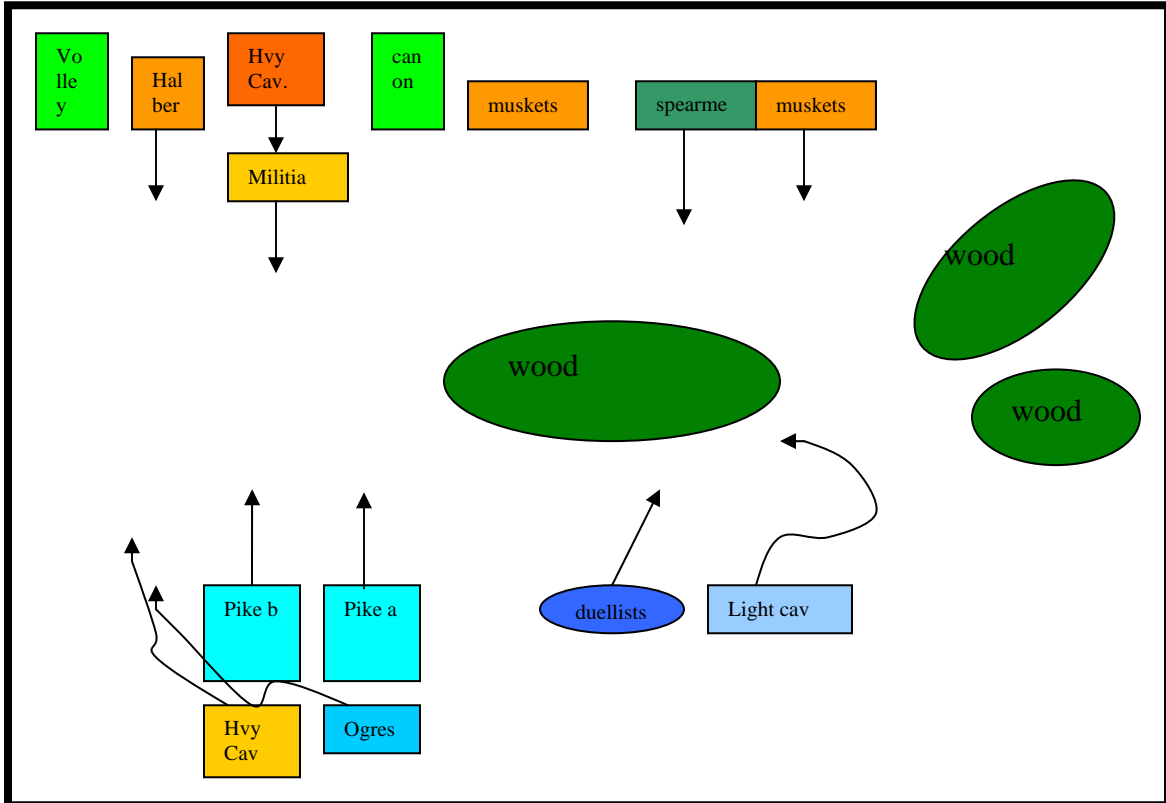 Vo
lle
y
Hal
ber
Hvy
Cav.
can
on
muskets
spearme
muskets
Militia
wood
wood
wood
Pike b
Pike a
duellists
Light cav
Hvy
Cav
Ogres